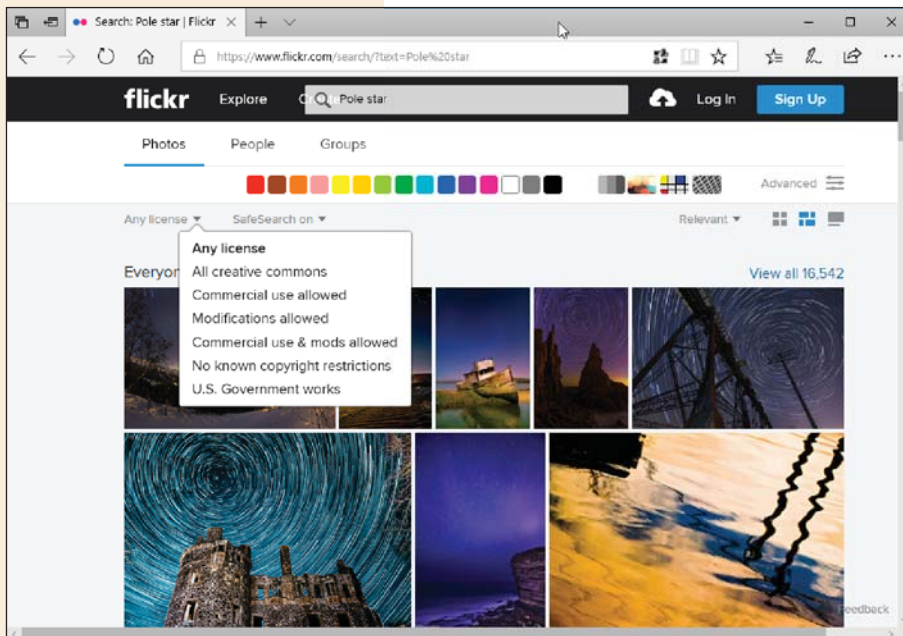 Search: Pole star | Flickr
https://www.flickr.com/search/?text=Pole%20star
flickr Explore Pole star Log In Sign Up
Photos People Groups
Advanced
Any license SafeSearch on Relevant
Any license
Everyon View all 16,542
All creative commons
Commercial use allowed
Modifications allowed
Commercial use & mods allowed
No known copyright restrictions
U.S. Government works
eedback